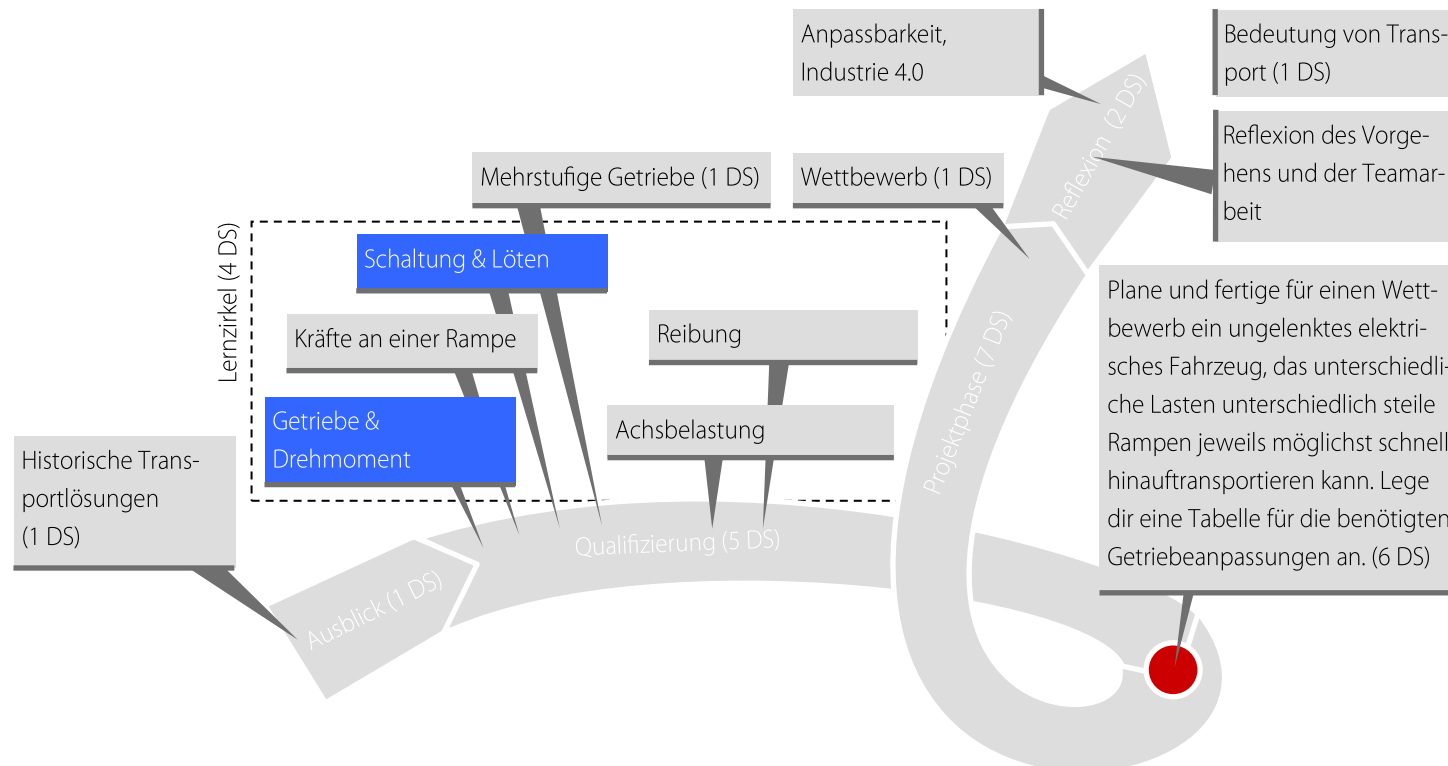 Anpassbarkeit,
Industrie 4.0
Bedeutung von Trans-
port (1 DS)
Reflexion (2 DS)
Reflexion des Vorge-
hens und der Teamar-
beit
Mehrstufige Getriebe (1 DS)
Wettbewerb (1 DS)
Lernzirkel (4 DS)
Schaltung & Löten
Kräfte an einer Rampe
Reibung
Getriebe &
Drehmoment
Achsbelastung
Projektphase (7 DS)
Plane und fertige für einen Wett-
bewerb ein ungelenktes elektri-
sches Fahrzeug, das unterschiedli-
che Lasten unterschiedlich steile
Rampen jeweils möglichst schnell
hinauftransportieren kann. Lege
dir eine Tabelle für die benötigten
Getriebeanpassungen an. (6 DS)
Historische Trans-
portlösungen
(1 DS)
Qualifizierung (5 DS)
Ausblick (1 DS)